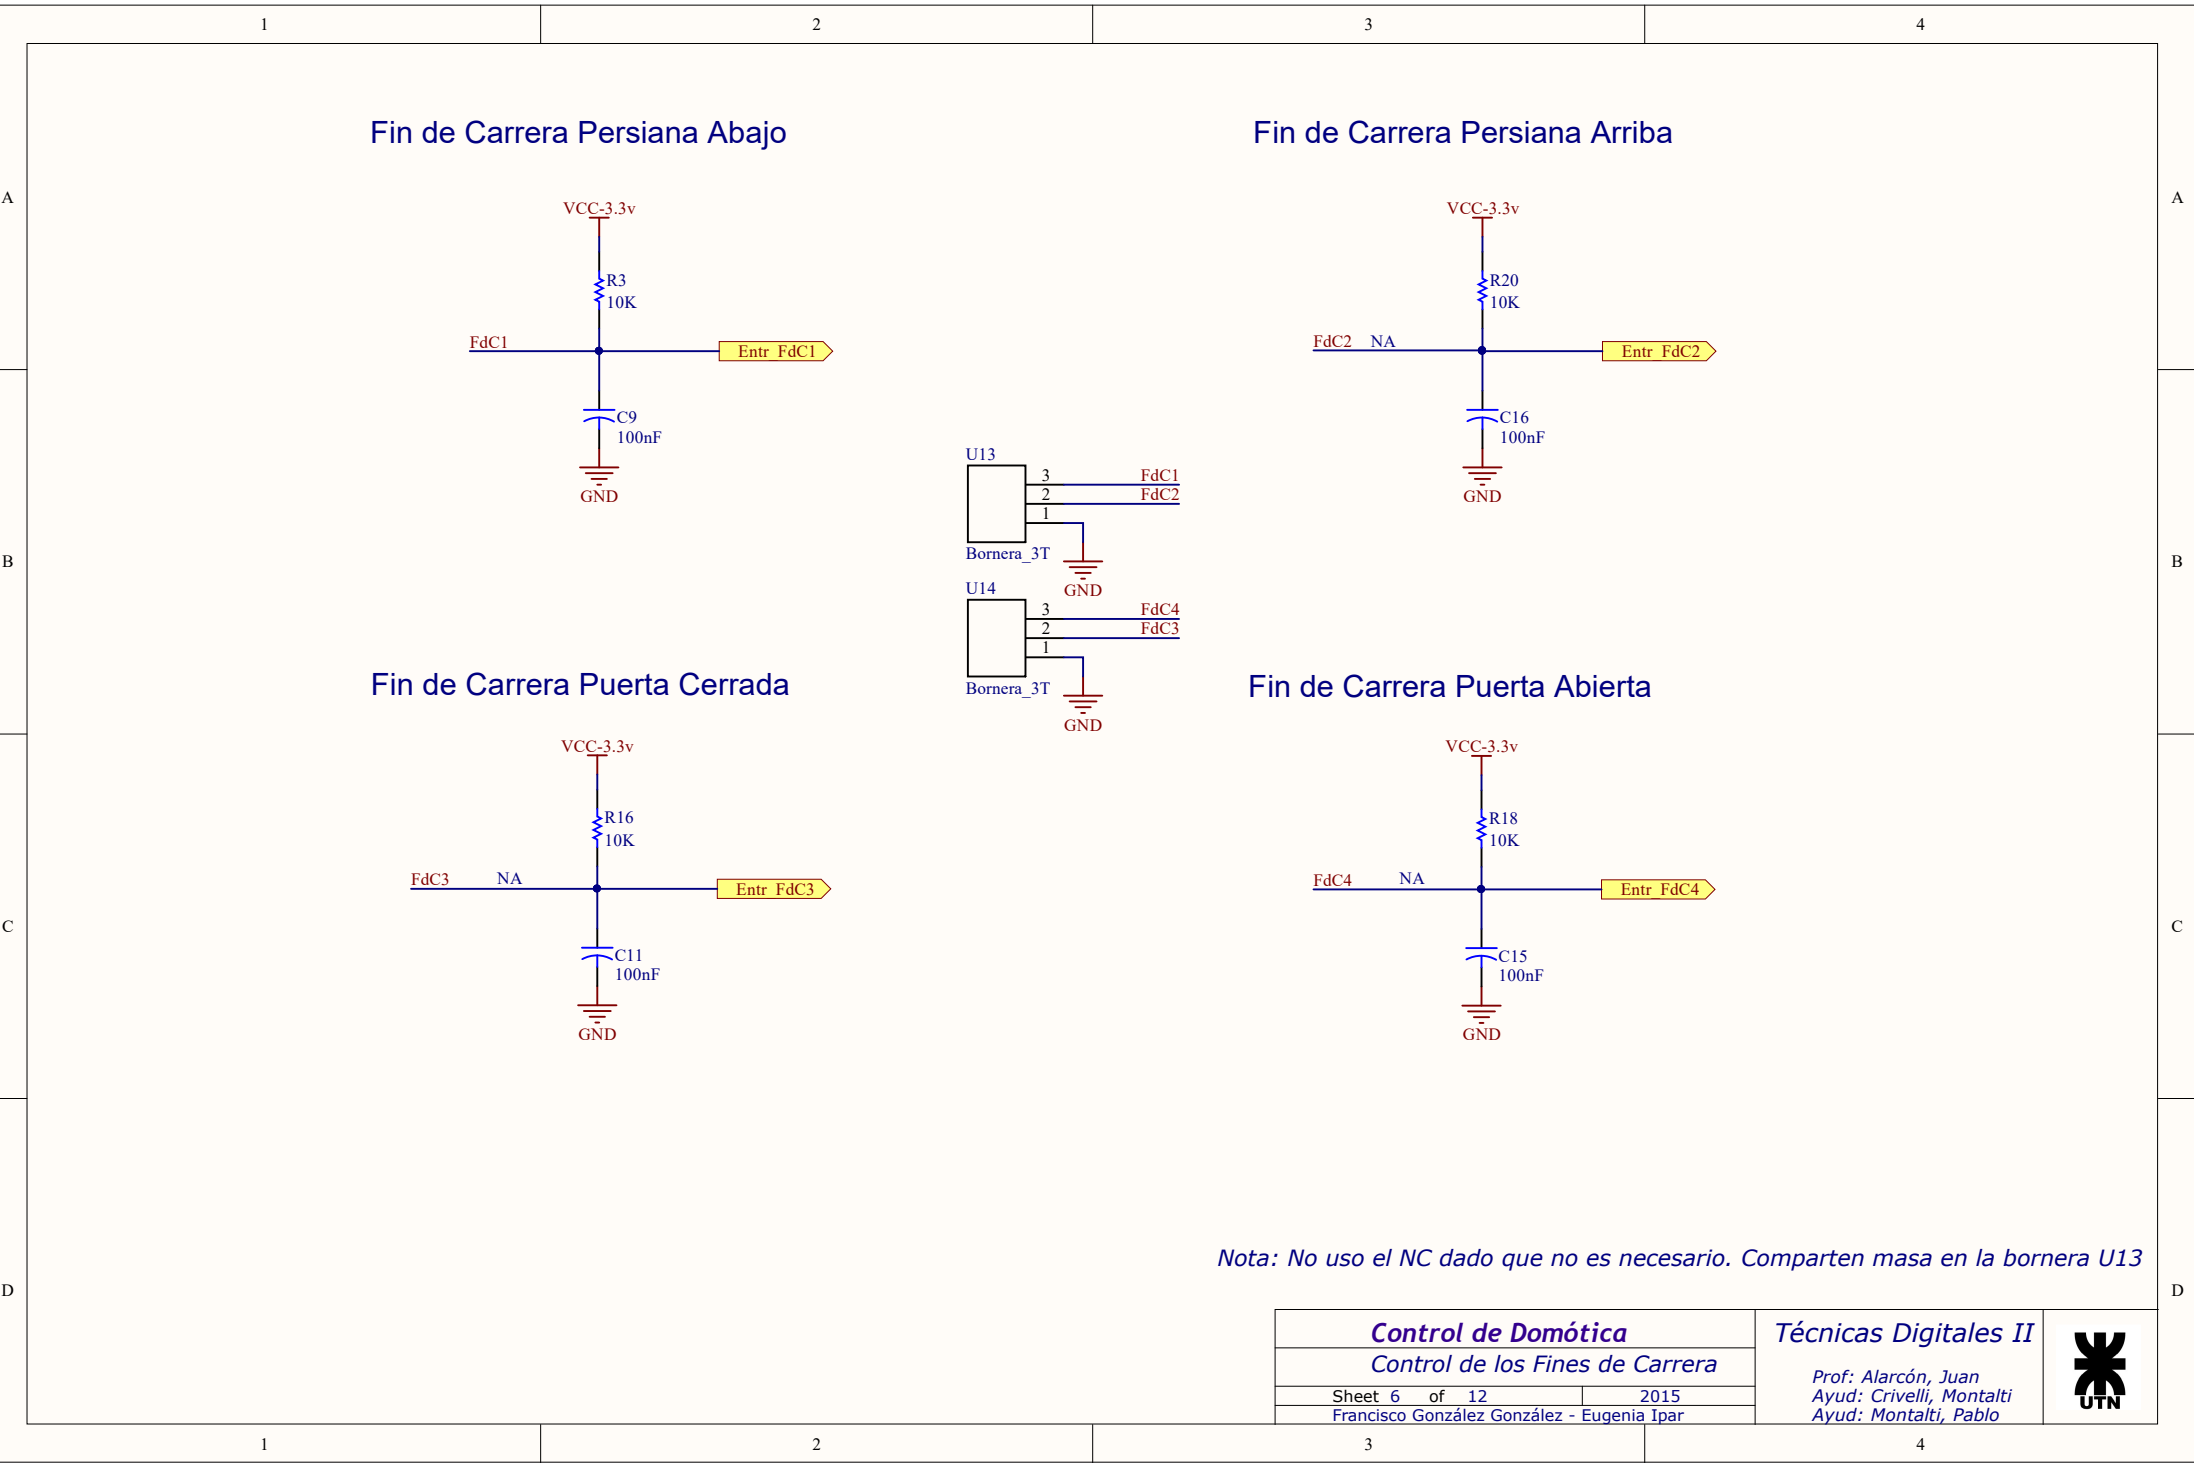 1 2 3 4
A A
Fin de Carrera Persiana Abajo
VCC-3.3v
R3
10K
FdC1
Entr_FdC1
C9
100nF
GND
Fin de Carrera Persiana Arriba
VCC-3.3v
R20
10K
FdC2 NA
Entr_FdC2
C16
100nF
GND
B B
U13
3 FdC1
2 FdC2
1
Bornera_3T
GND
U14
3 FdC4
2 FdC3
1
Bornera_3T
GND
Fin de Carrera Puerta Cerrada
VCC-3.3v
R16
10K
FdC3 NA
Entr_FdC3
C11
100nF
GND
Fin de Carrera Puerta Abierta
VCC-3.3v
R18
10K
FdC4 NA
Entr_FdC4
C15
100nF
GND
C C
Nota: No uso el NC dado que no es necesario. Comparten masa en la bornera U13
D D
Control de Domótica
Control de los Fines de Carrera
Sheet 6 of 12 2015
Francisco González González - Eugenia Ipar
Técnicas Digitales II
Prof: Alarcón, Juan
Ayud: Crivelli, Montalti
Ayud: Montalti, Pablo
UTN
1 2 3 4